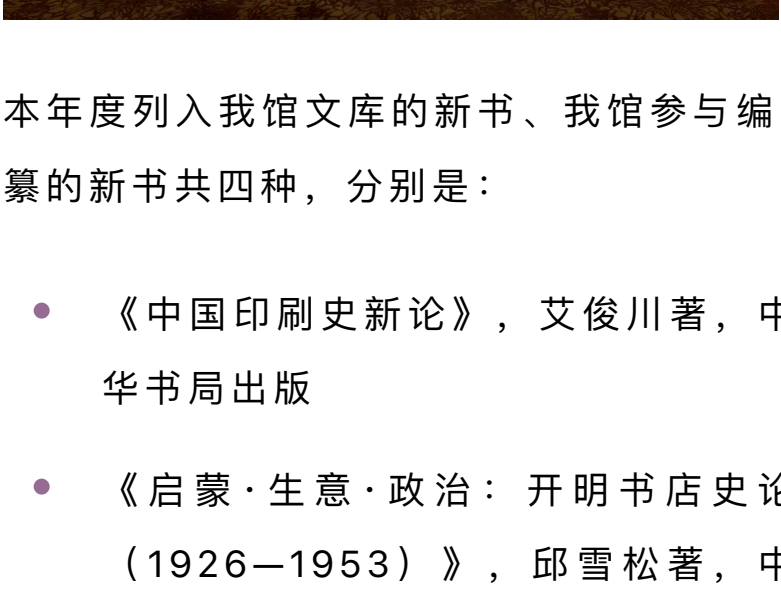 本年度列入我馆文库的新书、我馆参与编
纂的新书共四种，分别是：
《中国印刷史新论》，艾俊川著，中
华书局出版
《启蒙·生意·政治：开明书店史论
（1926—1953）》，邱雪松著，中